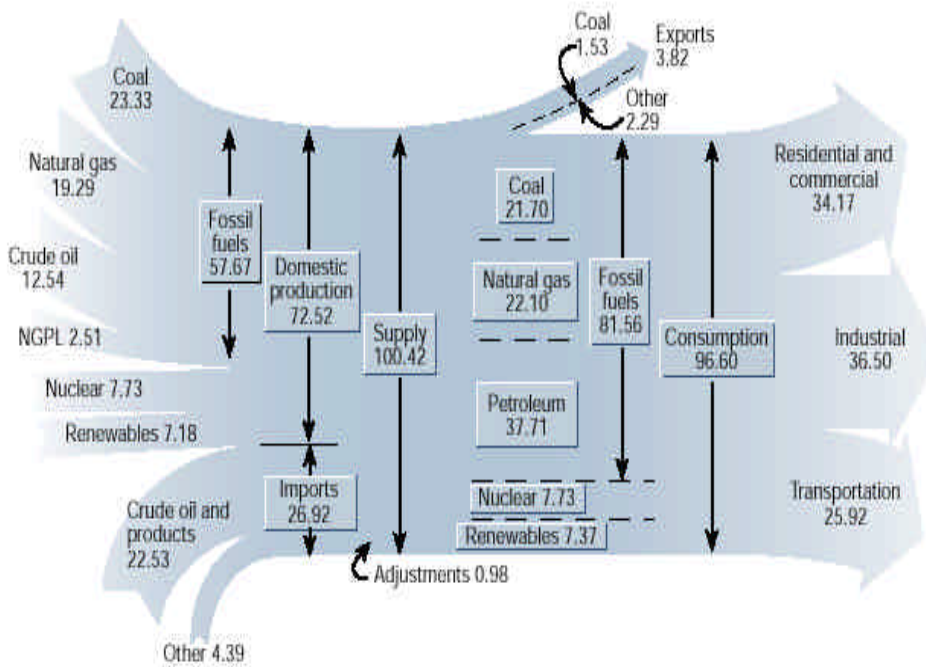 Coal
23.33
Natural gas
19.29
Crude oil
12.54
NGPL 2.51
Nuclear 7.73
Renewables 7.18
Crude oil and
products
22.53
Other 4.39
Fossil
fuels
57.67
Domestic
production
72.52
Imports
26.92
Supply
100.42
Adjustments 0.98
Coal
1.53
Exports
3.82
Other
2.29
Coal
21.70
Natural gas
22.10
Petroleum
37.71
Nuclear 7.73
Renewables 7.37
Fossil
fuels
81.56
Consumption
96.60
Residential and
commercial
34.17
Industrial
36.50
Transportation
25.92